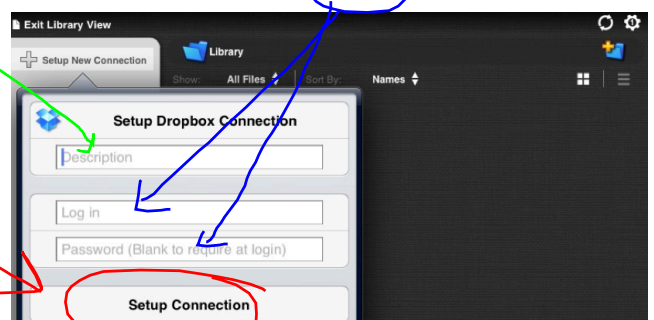 Exit Library View
Setup New Connection
Library
Show: All Files Sort By: Names
Setup Dropbox Connection
Description
Log in
Password (Blank to require at login)
Setup Connection